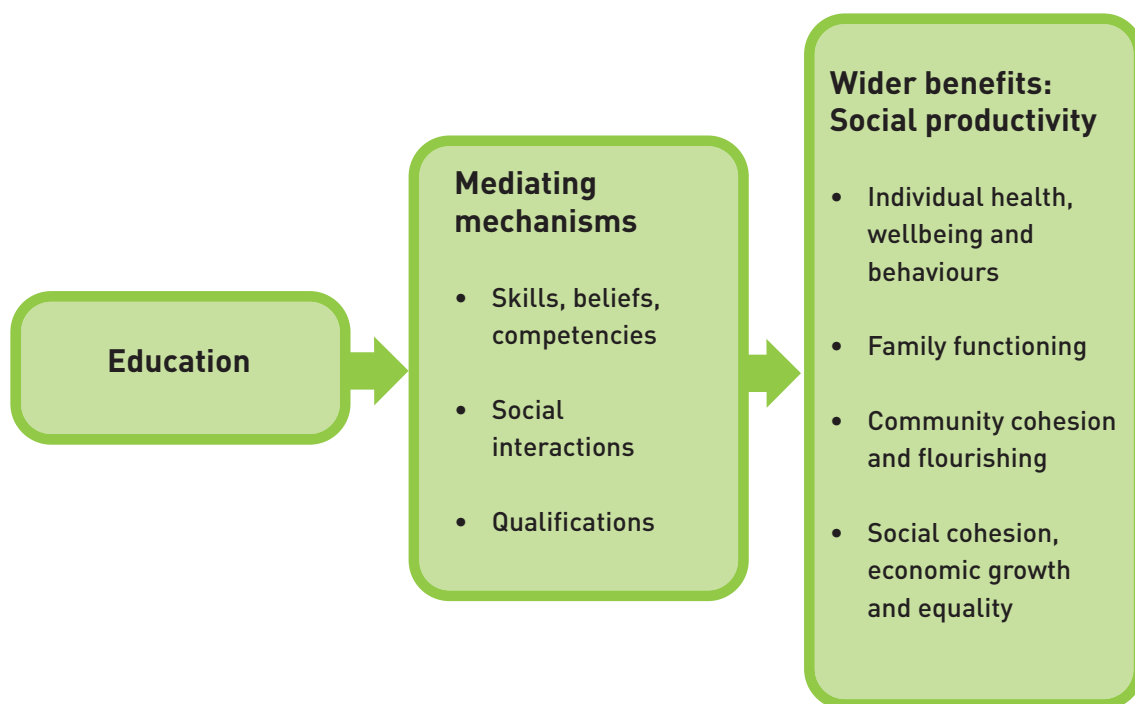 Education
Mediating
mechanisms
• Skills, beliefs,
competencies
• Social
interactions
• Qualifications
Wider benefits:
Social productivity
• Individual health,
wellbeing and
behaviours
• Family functioning
• Community cohesion
and flourishing
• Social cohesion,
economic growth
and equality